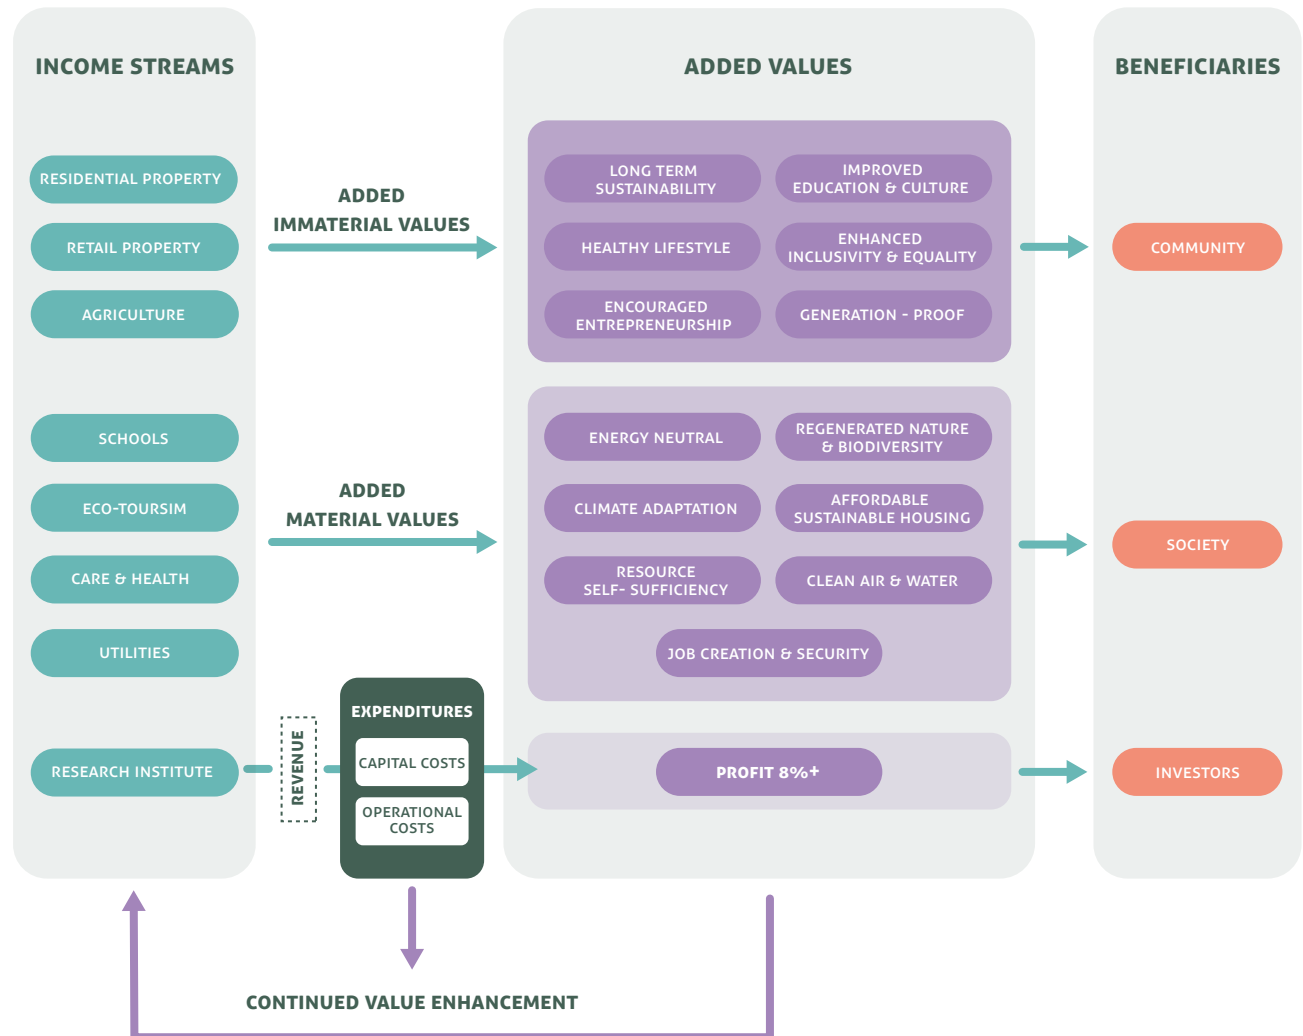 INCOME STREAMS
RESIDENTIAL PROPERTY
RETAIL PROPERTY
AGRICULTURE
SCHOOLS
ECO-TOURSIM
CARE & HEALTH
UTILITIES
RESEARCH INSTITUTE
ADDED
IMMATERIAL VALUES
ADDED
MATERIAL VALUES
REVENUE
EXPENDITURES
CAPITAL COSTS
OPERATIONAL
COSTS
ADDED VALUES
LONG TERM
SUSTAINABILITY
IMPROVED
EDUCATION & CULTURE
HEALTHY LIFESTYLE
ENHANCED
INCLUSIVITY & EQUALITY
ENCOURAGED
ENTREPRENEURSHIP
GENERATION - PROOF
ENERGY NEUTRAL
REGENERATED NATURE
& BIODIVERSITY
CLIMATE ADAPTATION
AFFORDABLE
SUSTAINABLE HOUSING
RESOURCE
SELF- SUFFICIENCY
CLEAN AIR & WATER
JOB CREATION & SECURITY
PROFIT 8%+
BENEFICIARIES
COMMUNITY
SOCIETY
INVESTORS
CONTINUED VALUE ENHANCEMENT